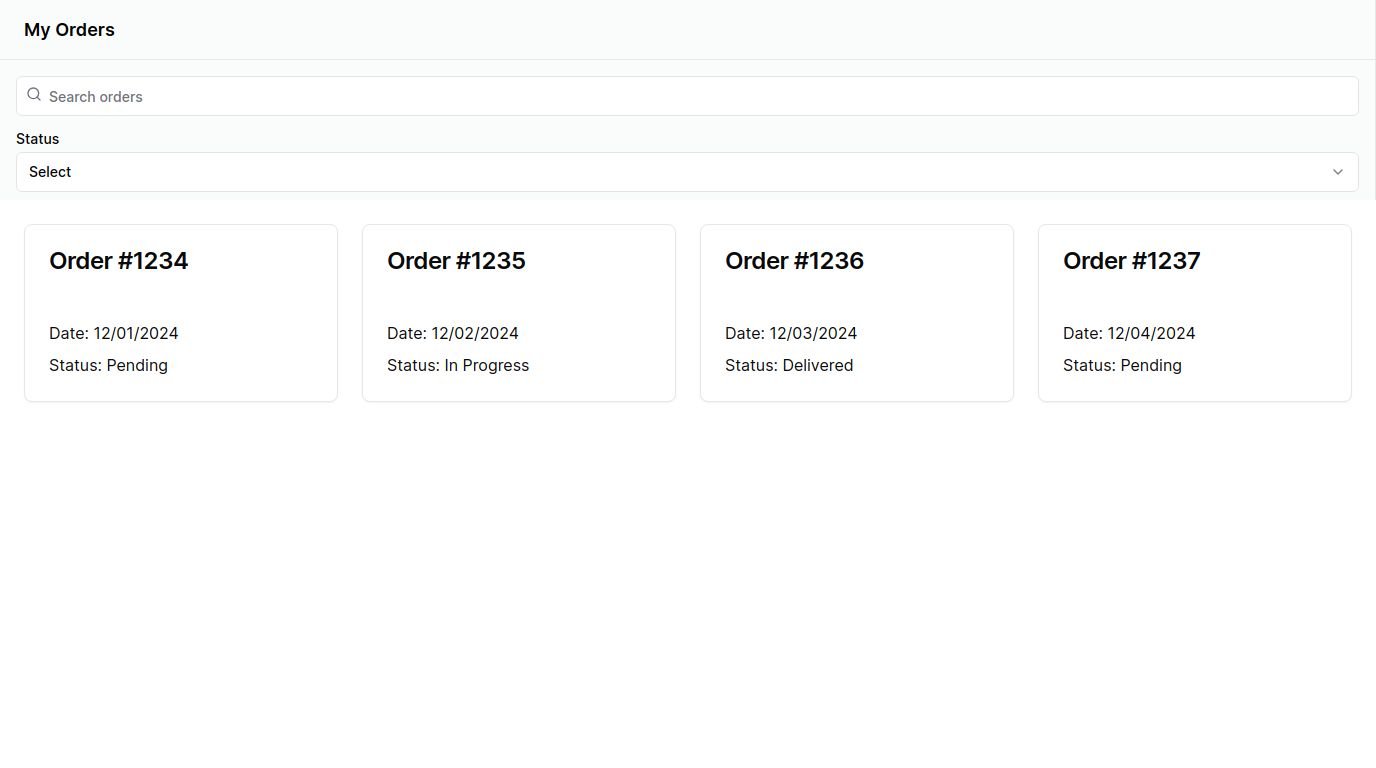 My Orders
Search orders
Status
Select
Order #1234
Date: 12/01/2024
Status: Pending
Order #1235
Date: 12/02/2024
Status: In Progress
Order #1236
Date: 12/03/2024
Status: Delivered
Order #1237
Date: 12/04/2024
Status: Pending